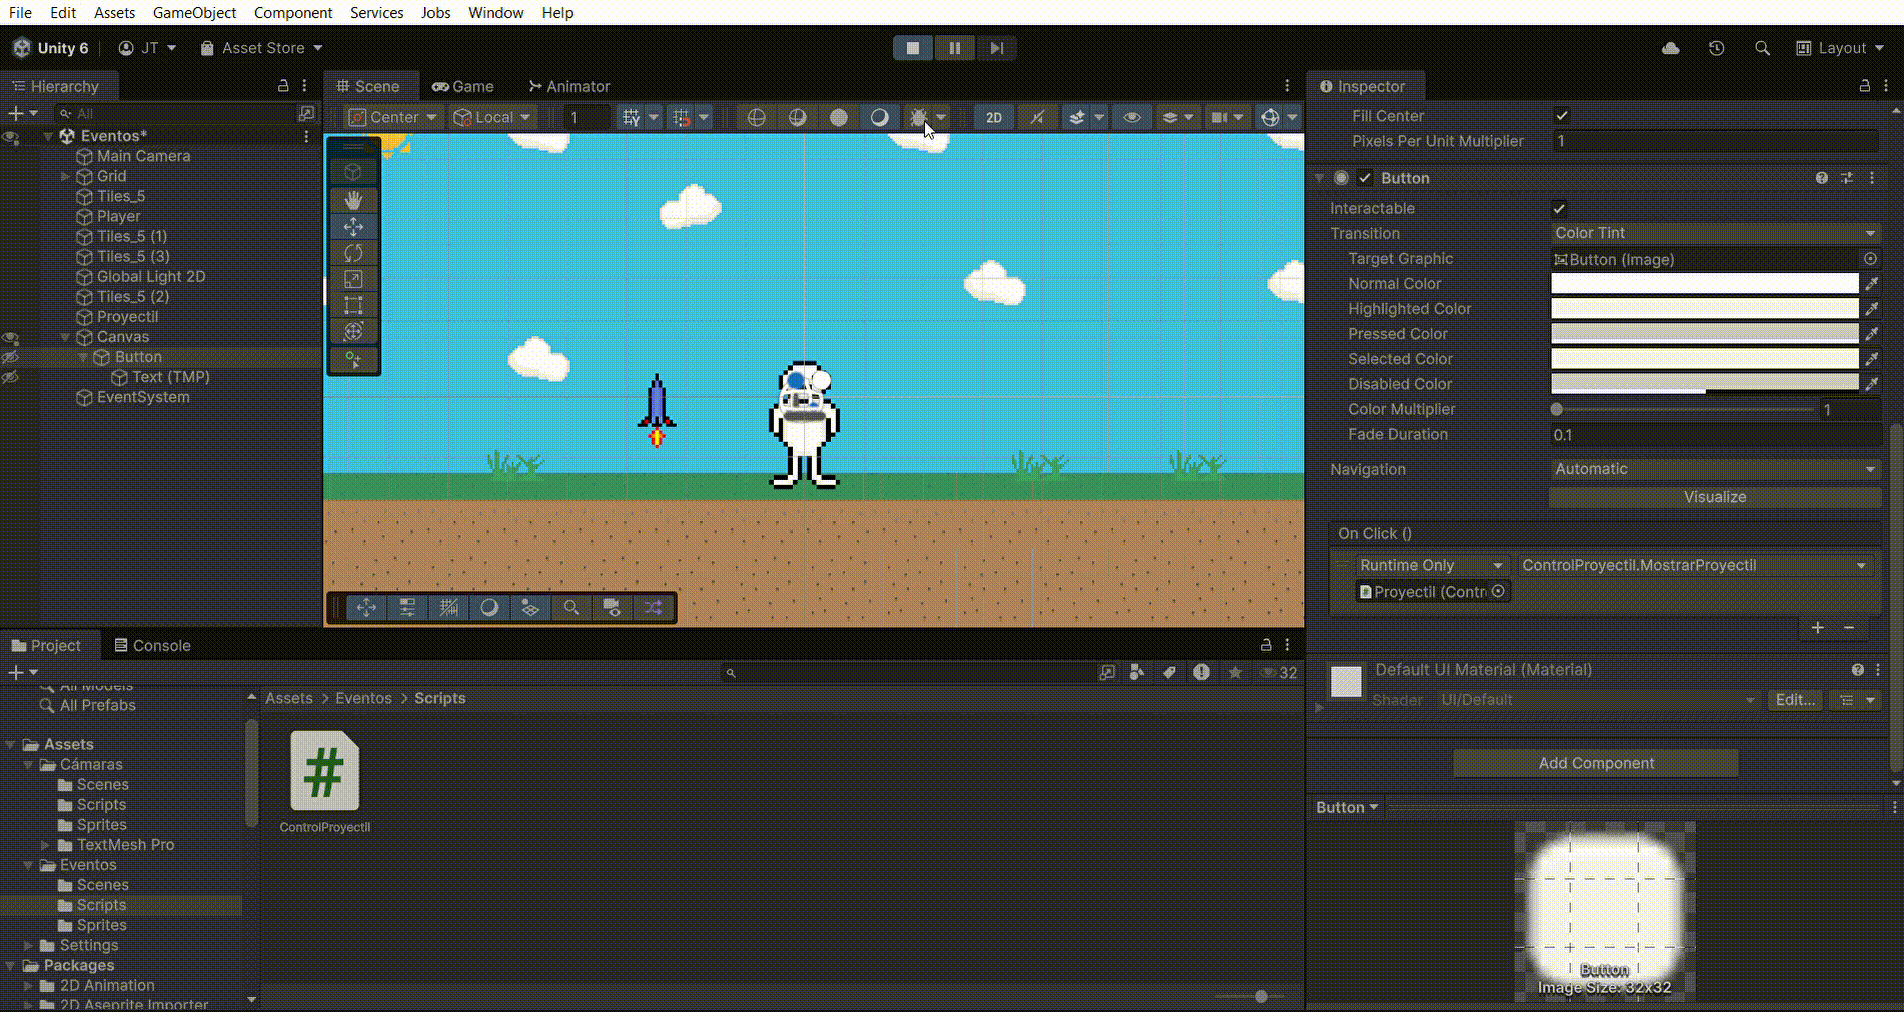 File Edit Assets GameObject Component Services Jobs Window Help
Unity 6 JT Asset Store Layout
Hierarchy
All
Eventos*
Main Camera
Grid
Tiles_5
Player
Tiles_5 (1)
Tiles_5 (3)
Global Light 2D
Tiles_5 (2)
Proyectil
Canvas
Button
Text (TMP)
EventSystem
Scene Game Animator
Center Local 1 2D
Inspector
Fill Center
Pixels Per Unit Multiplier 1
Button
Interactable
Transition Color Tint
Target Graphic Button (Image)
Normal Color
Highlighted Color
Pressed Color
Selected Color
Disabled Color
Color Multiplier 1
Fade Duration 0.1
Navigation Automatic
Visualize
On Click ()
Runtime Only ControlProyectil.MostrarProyectil
Proyectil (Contr
Default UI Material (Material)
Shader UI/Default Edit...
Add Component
Button
Button
Image Size: 32x32
Project Console
32
All Models
All Prefabs
Assets
Cámaras
Scenes
Scripts
Sprites
TextMesh Pro
Eventos
Scenes
Scripts
Sprites
Settings
Packages
2D Animation
2D Aseprite Importer
Assets > Eventos > Scripts
#
ControlProyectil